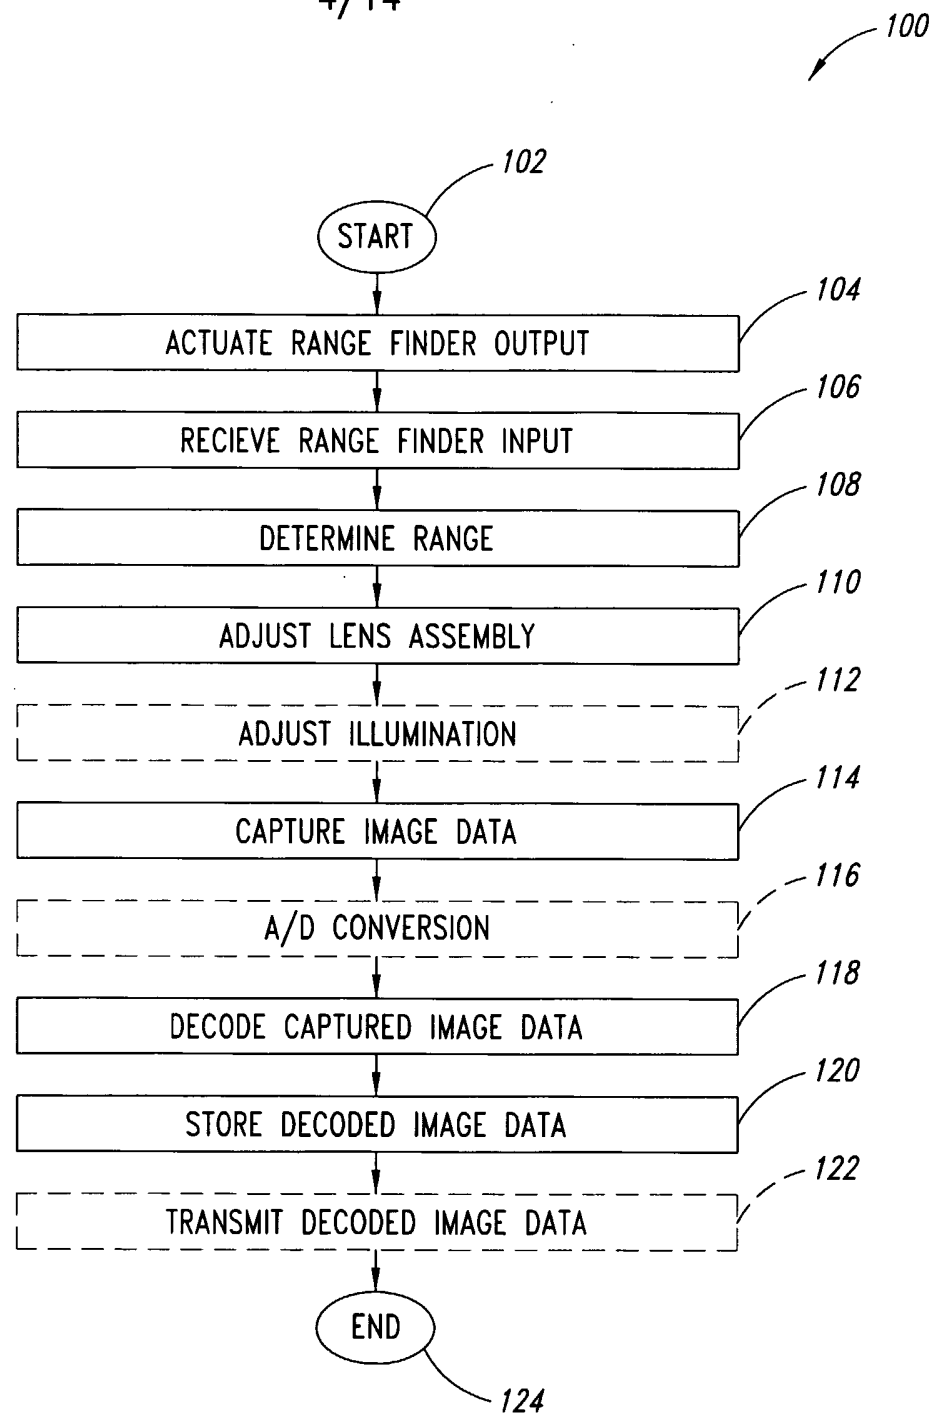 4/14
100
102
START
104
ACTUATE RANGE FINDER OUTPUT
106
RECIEVE RANGE FINDER INPUT
108
DETERMINE RANGE
110
ADJUST LENS ASSEMBLY
112
ADJUST ILLUMINATION
114
CAPTURE IMAGE DATA
116
A/D CONVERSION
118
DECODE CAPTURED IMAGE DATA
120
STORE DECODED IMAGE DATA
122
TRANSMIT DECODED IMAGE DATA
END
124